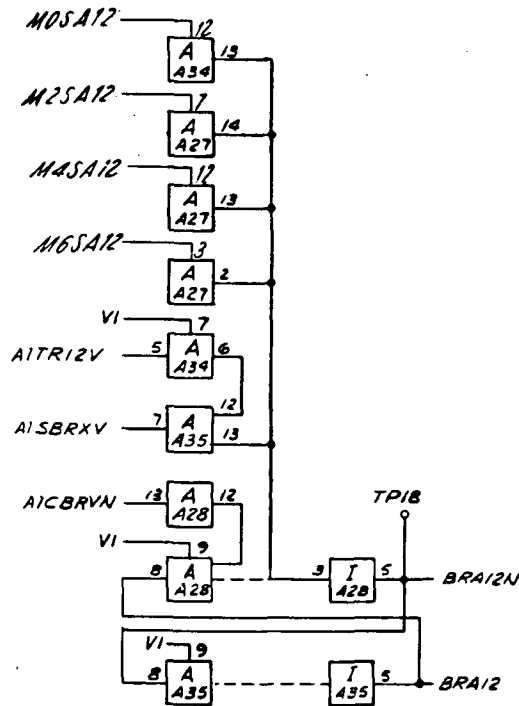 M0SA12
12
A
A34
13
M2SA12
1
A
A27
14
M4SA12
12
A
A27
13
M6SA12
3
A
A27
2
V1
7
A1TR12V
5
A
A34
6
12
A1SBRXV
7
A
A35
13
A1CBRVN
13
A
A28
12
TP18
V1
9
8
A
A28
3
I
A28
5
BRA12N
V1
9
8
A
A35
I
A35
5
BRA12